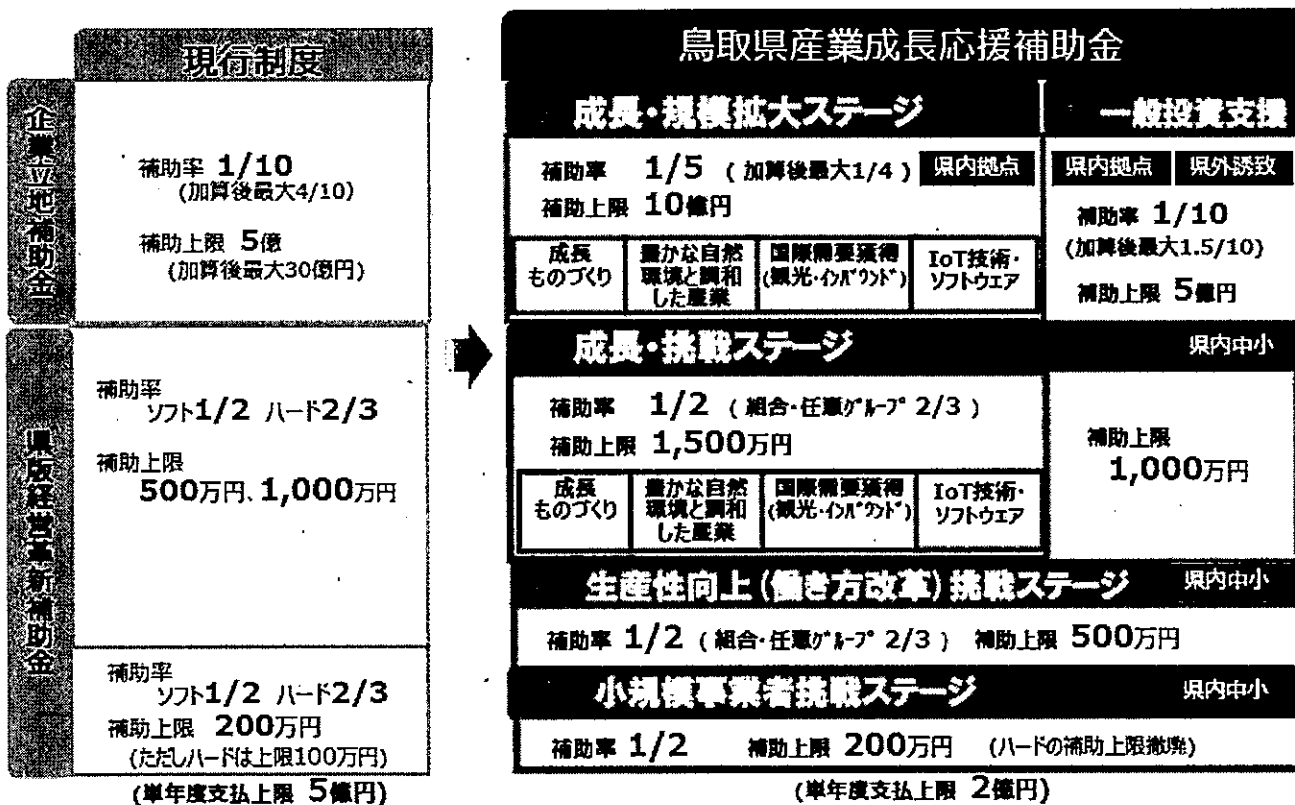 現行制度
企業立地補助金
補助率 1/10
(加算後最大4/10)
補助上限 5億
(加算後最大30億円)
県版経営革新補助金
補助率
ソフト1/2 ハード2/3
補助上限
500万円、1,000万円
補助率
ソフト1/2 ハード2/3
補助上限 200万円
(ただしハードは上限100万円)
(単年度支払上限 5億円)
鳥取県産業成長応援補助金
成長・規模拡大ステージ
補助率 1/5 (加算後最大1/4) 県内拠点
補助上限 10億円
成長
ものづくり
豊かな自然
環境と調和
した産業
国際需要獲得
(観光・インバウンド)
IoT技術・
ソフトウェア
一般投資支援
県内拠点 県外誘致
補助率 1/10
(加算後最大1.5/10)
補助上限 5億円
成長・挑戦ステージ 県内中小
補助率 1/2 (組合・任意グループ 2/3)
補助上限 1,500万円
成長
ものづくり
豊かな自然
環境と調和
した産業
国際需要獲得
(観光・インバウンド)
IoT技術・
ソフトウエア
補助上限
1,000万円
生産性向上(働き方改革)挑戦ステージ 県内中小
補助率 1/2 (組合・任意グループ 2/3) 補助上限 500万円
小規模事業者挑戦ステージ 県内中小
補助率 1/2 補助上限 200万円 (ハードの補助上限撤廃)
(単年度支払上限 2億円)